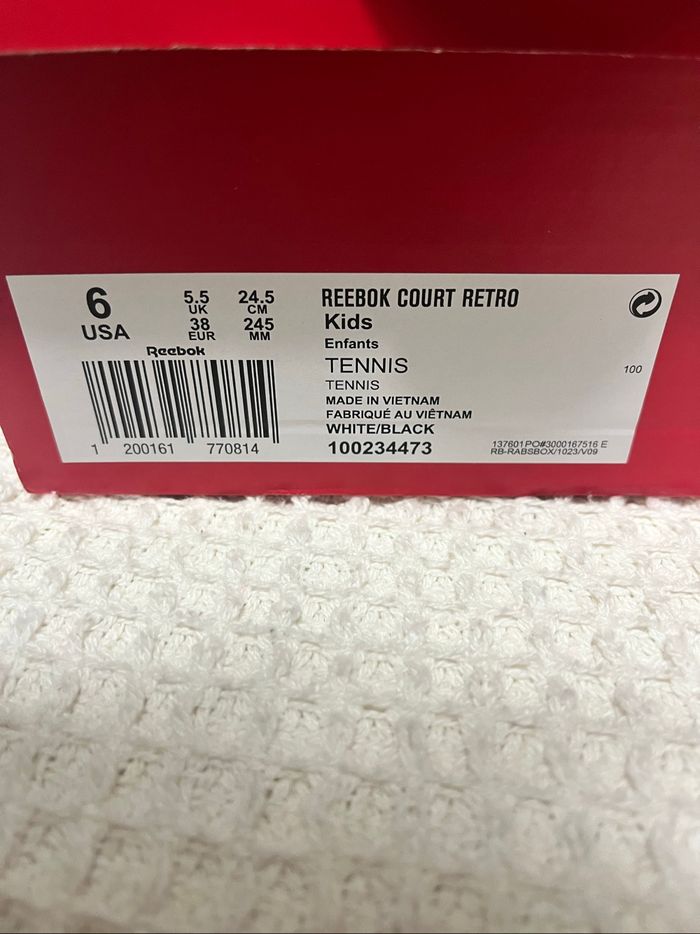 6
USA
5.5
UK
38
EUR
24.5
CM
245
MM
Reebok
1 200161 770814
REEBOK COURT RETRO
Kids
Enfants
TENNIS
TENNIS
MADE IN VIETNAM
FABRIQUÉ AU VIÊTNAM
WHITE/BLACK
100234473
100
137601PO#3000167516 E
RB-RABSBOX/1023/V09